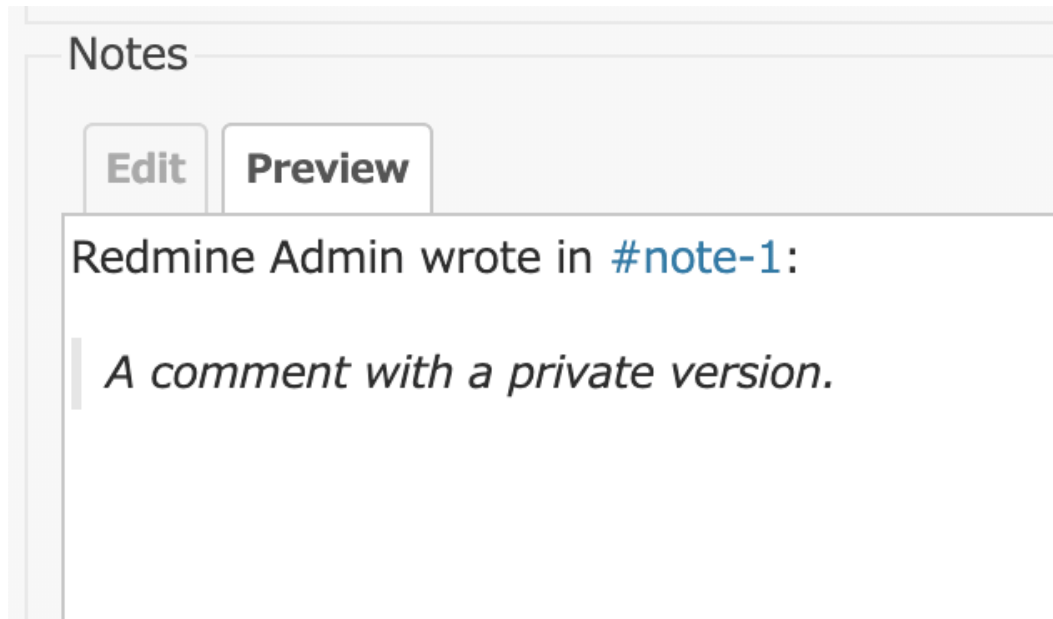 Notes
Edit
Preview
Redmine Admin wrote in #note-1:
A comment with a private version.